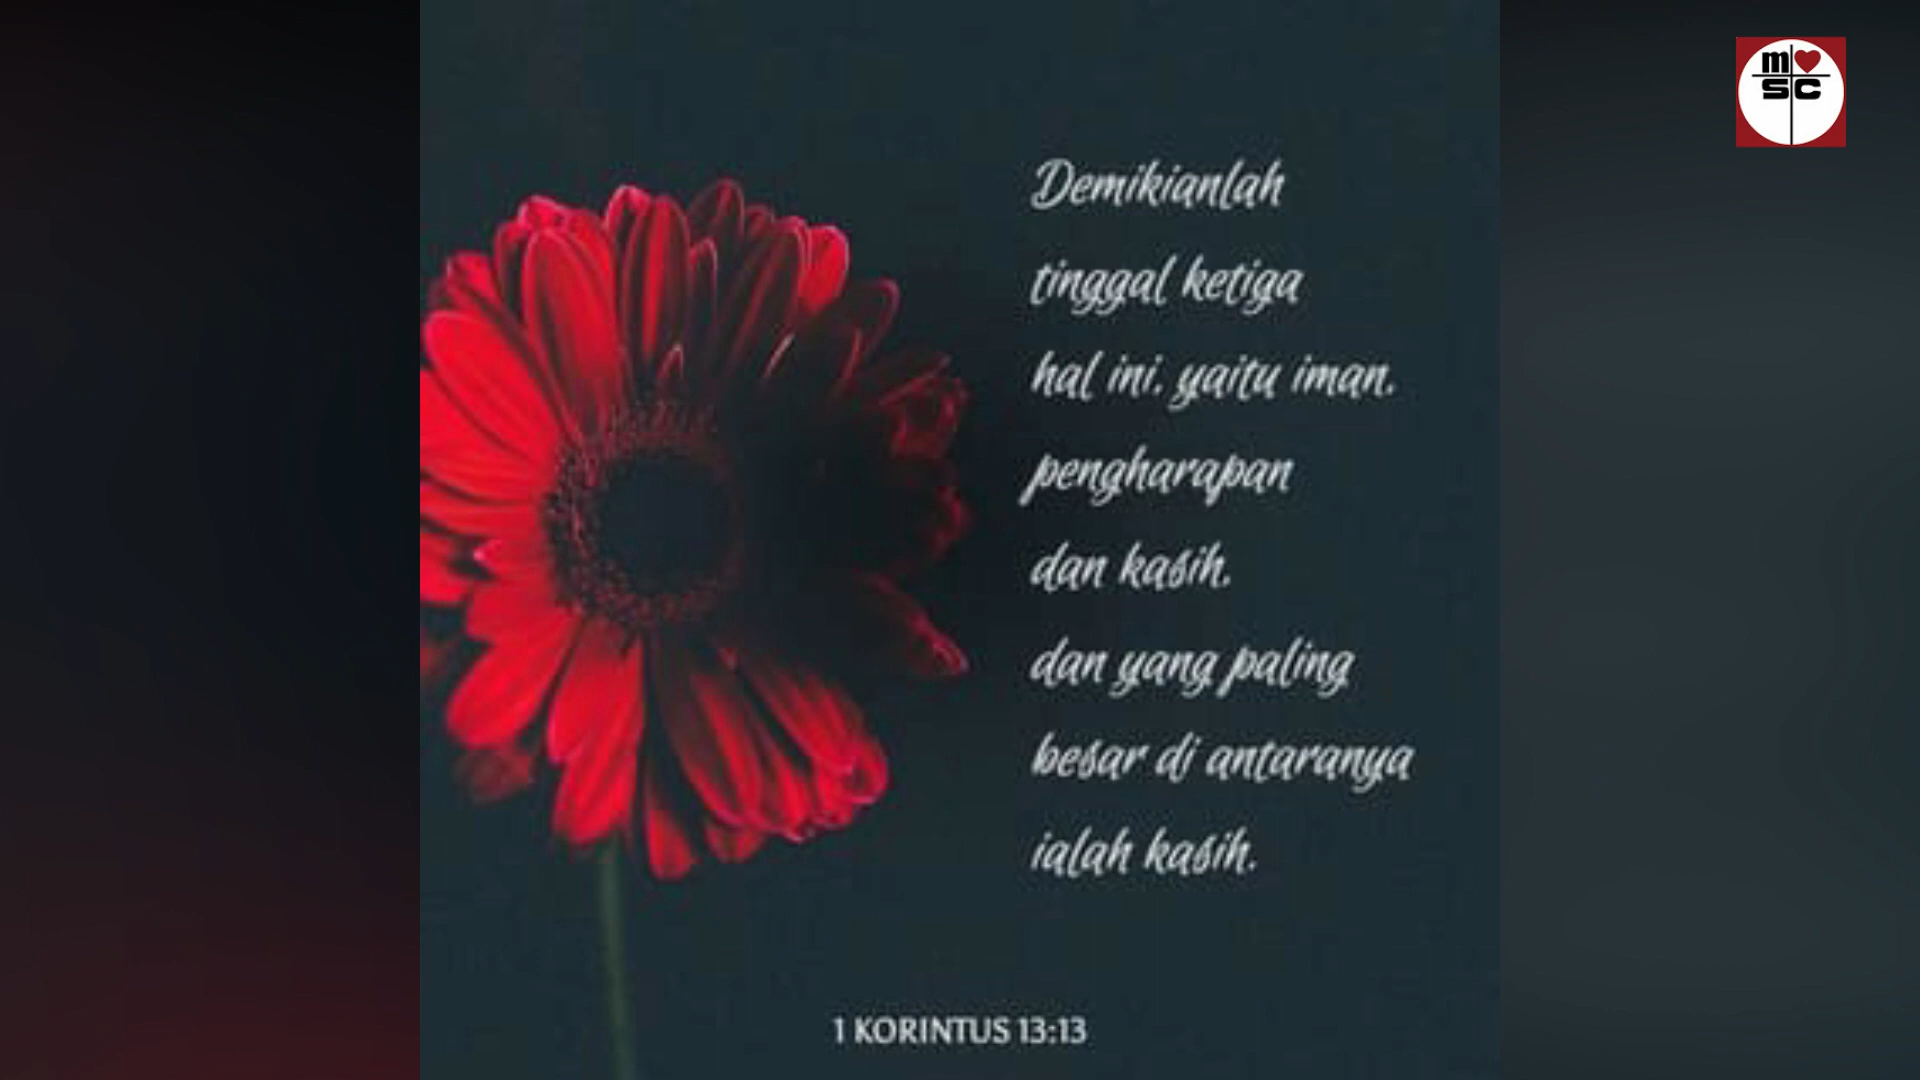 m
SC
Demikianlah
tinggal ketiga
hal ini. yaitu iman.
pengharapan
dan kasih.
dan yang paling
besar di antaranya
ialah kasih.
1 KORINTUS 13:13